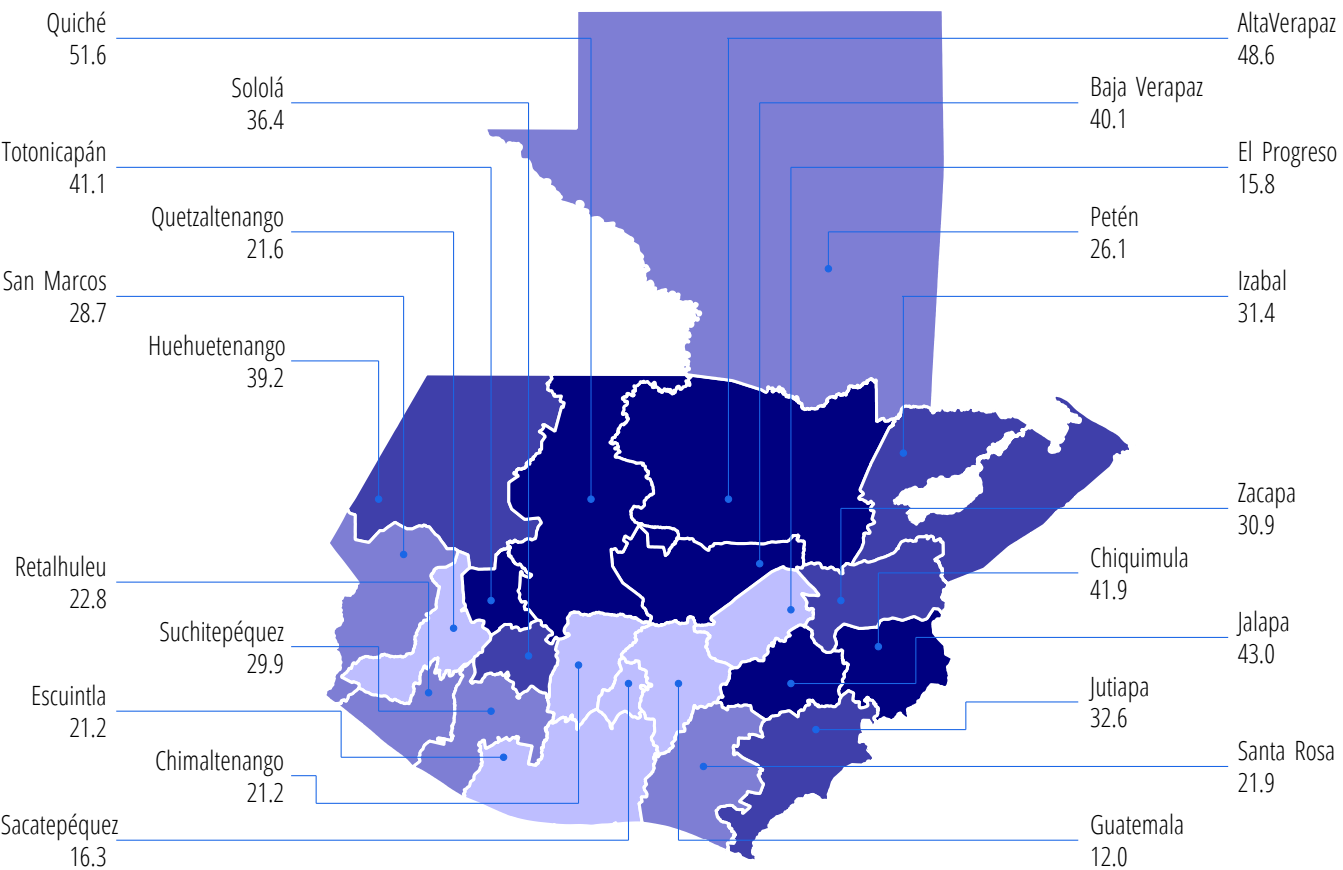 Quiché
51.6
Sololá
36.4
Totonicapán
41.1
Quetzaltenango
21.6
San Marcos
28.7
Huehuetenango
39.2
Retalhuleu
22.8
Suchitepéquez
29.9
Escuintla
21.2
Chimaltenango
21.2
Sacatepéquez
16.3
AltaVerapaz
48.6
Baja Verapaz
40.1
El Progreso
15.8
Petén
26.1
Izabal
31.4
Zacapa
30.9
Chiquimula
41.9
Jalapa
43.0
Jutiapa
32.6
Santa Rosa
21.9
Guatemala
12.0